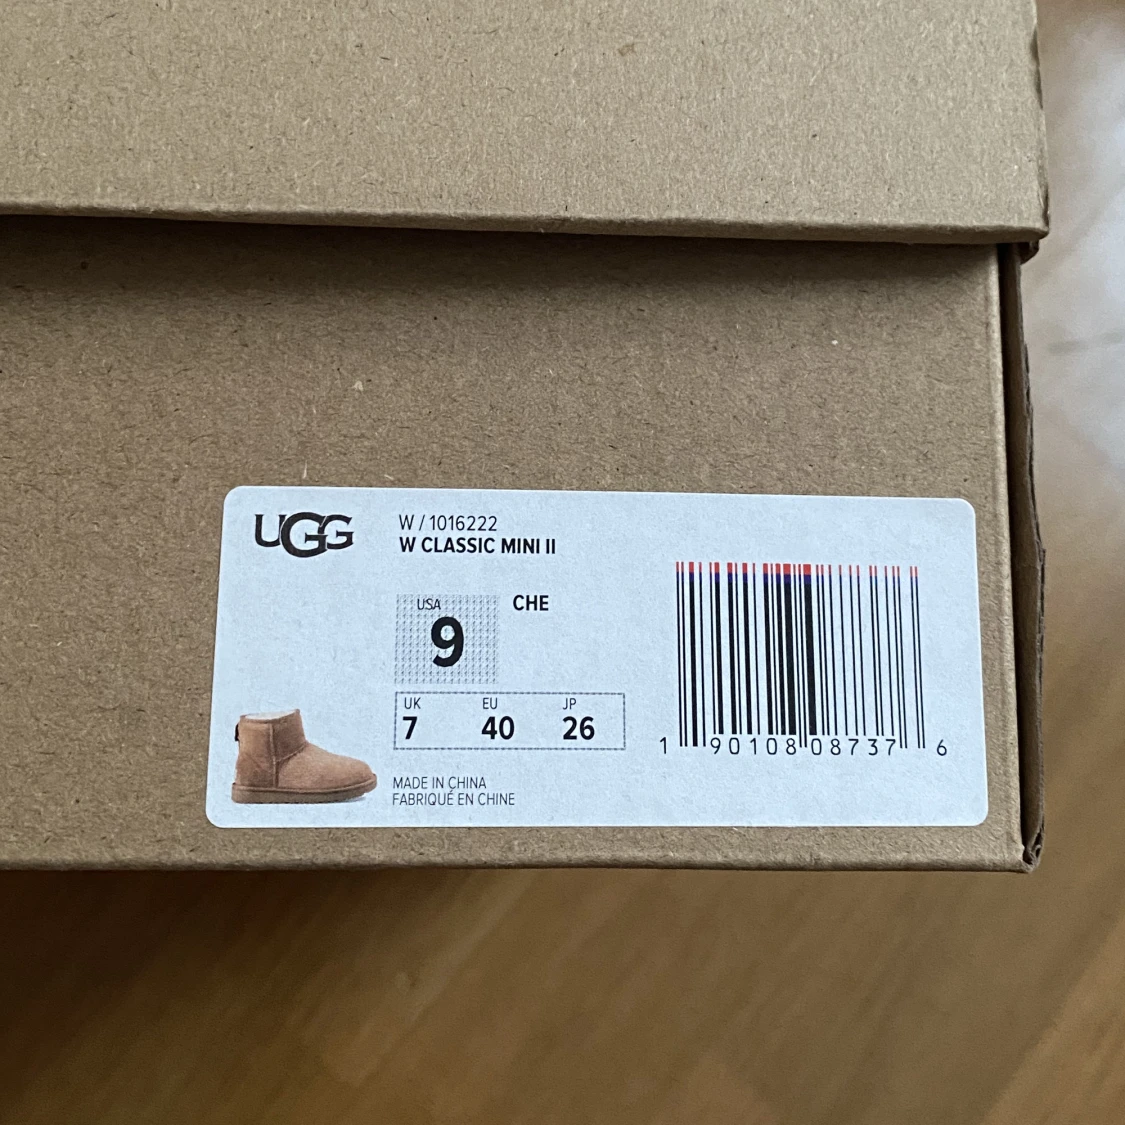 UGG
W / 1016222
W CLASSIC MINI II
USA
9
CHE
UK EU JP
7 40 26
MADE IN CHINA
FABRIQUÉ EN CHINE
1 90108 08737 6